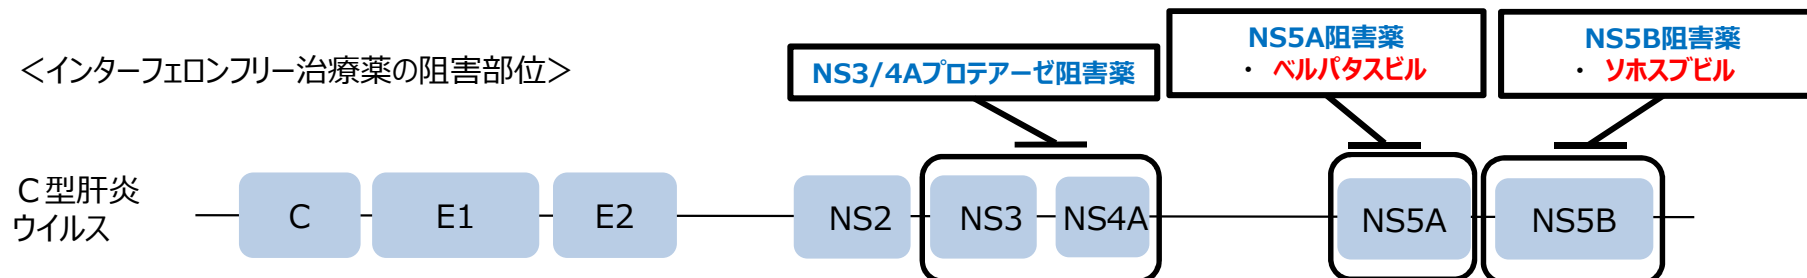 <インターフェロンフリー治療薬の阻害部位>
NS3/4Aプロテアーゼ阻害薬
NS5A阻害薬
・ ベルパタスビル
NS5B阻害薬
・ ソホスブビル
C型肝炎
ウイルス
C
E1
E2
NS2
NS3
NS4A
NS5A
NS5B